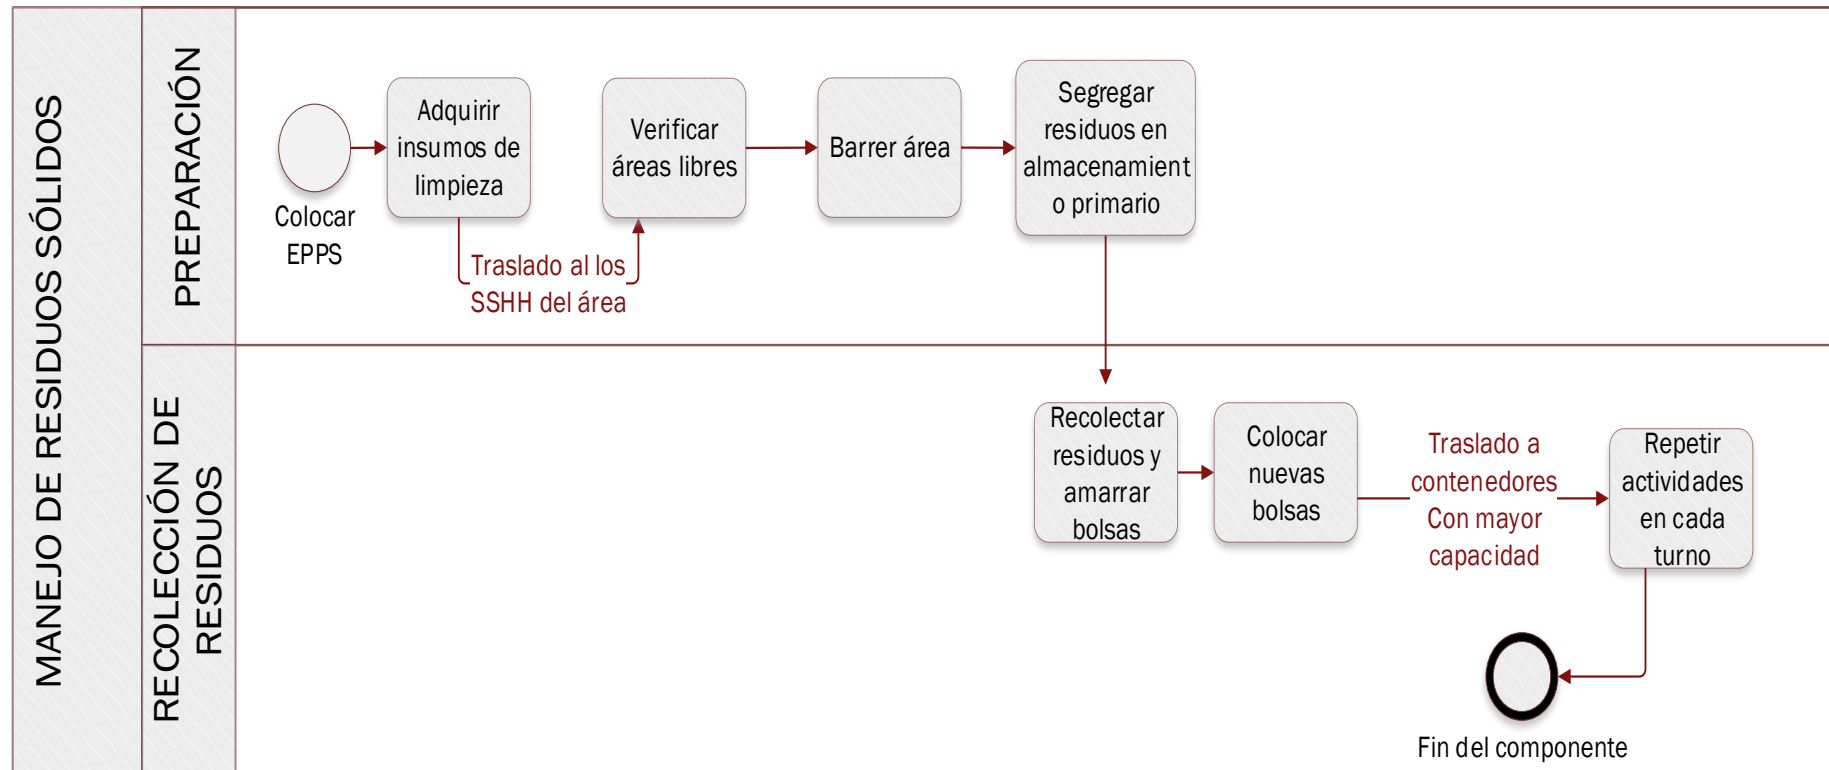 MANEJO DE RESIDUOS SÓLIDOS
PREPARACIÓN
Colocar
EPPS
Adquirir
insumos de
limpieza
Traslado al los
SSHH del área
Verificar
áreas libres
Barrer área
Segregar
residuos en
almacenamient
o primario
RECOLECCIÓN DE
RESIDUOS
Recolectar
residuos y
amarrar
bolsas
Colocar
nuevas
bolsas
Traslado a
contenedores
Con mayor
capacidad
Repetir
actividades
en cada
turno
Fin del componente